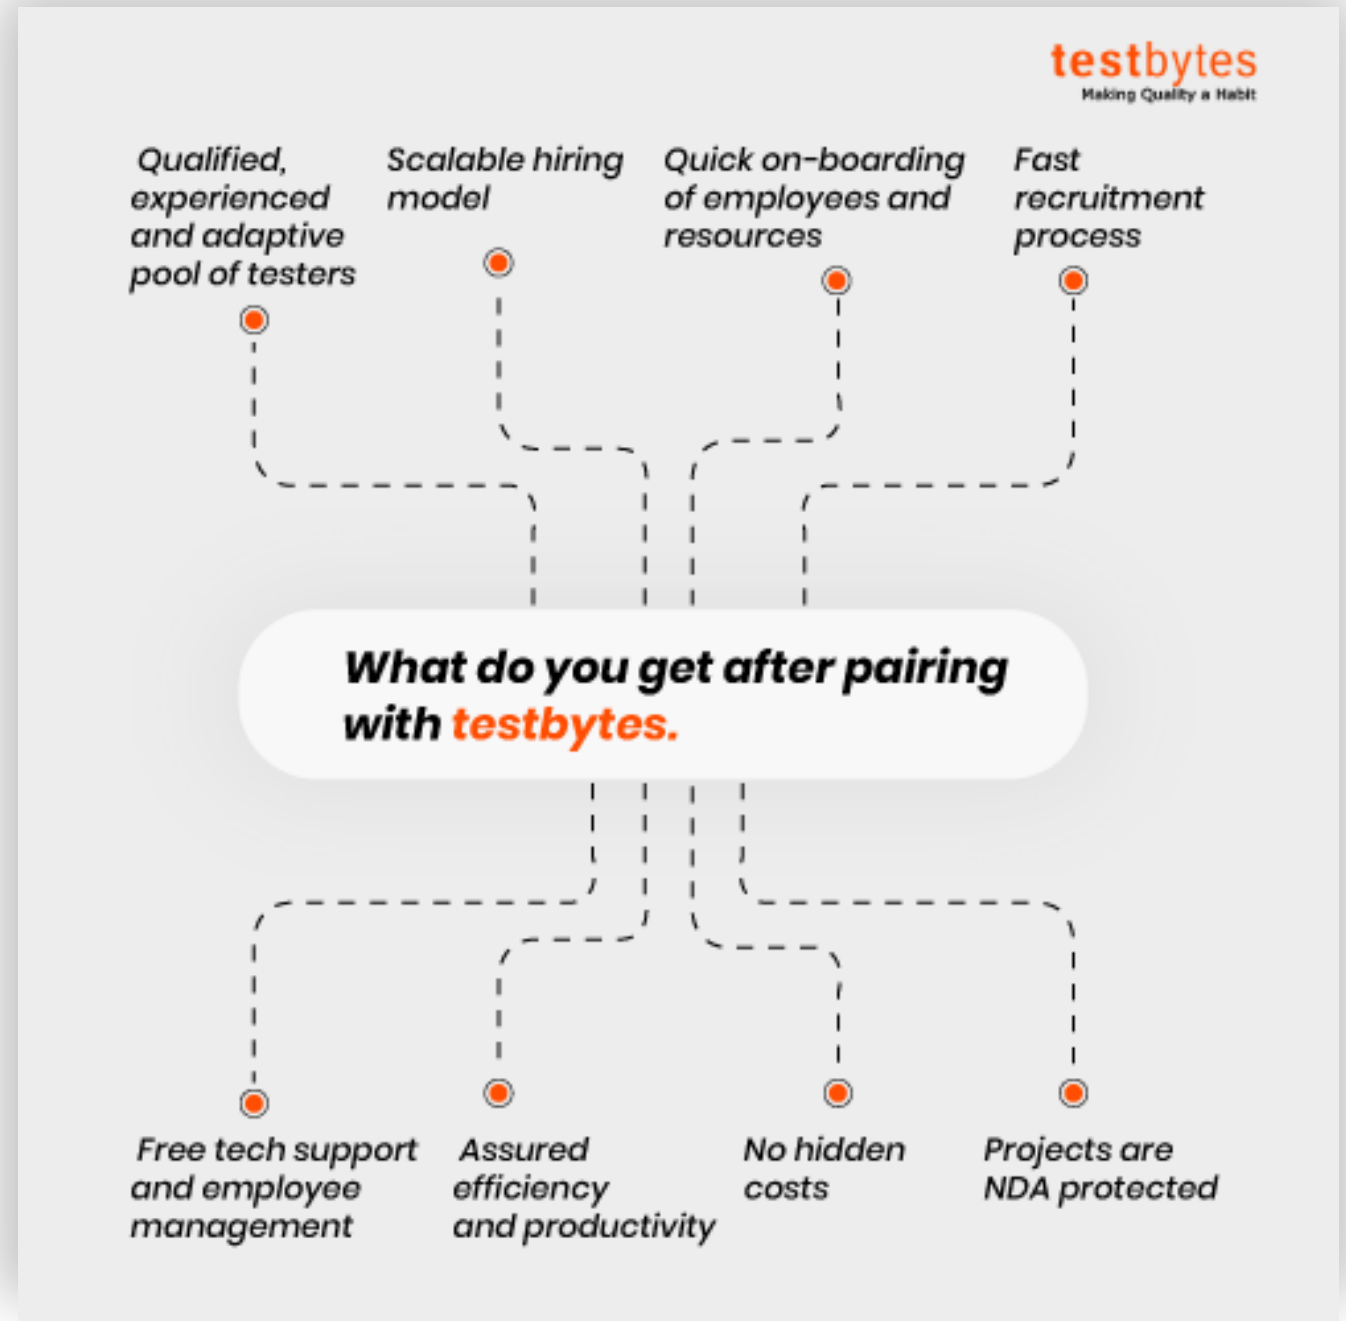 testbytes
Making Quality a Habit
Qualified,
experienced
and adaptive
pool of testers
Scalable hiring
model
Quick on-boarding
of employees and
resources
Fast
recruitment
process
What do you get after pairing
with testbytes.
Free tech support
and employee
management
Assured
efficiency
and productivity
No hidden
costs
Projects are
NDA protected